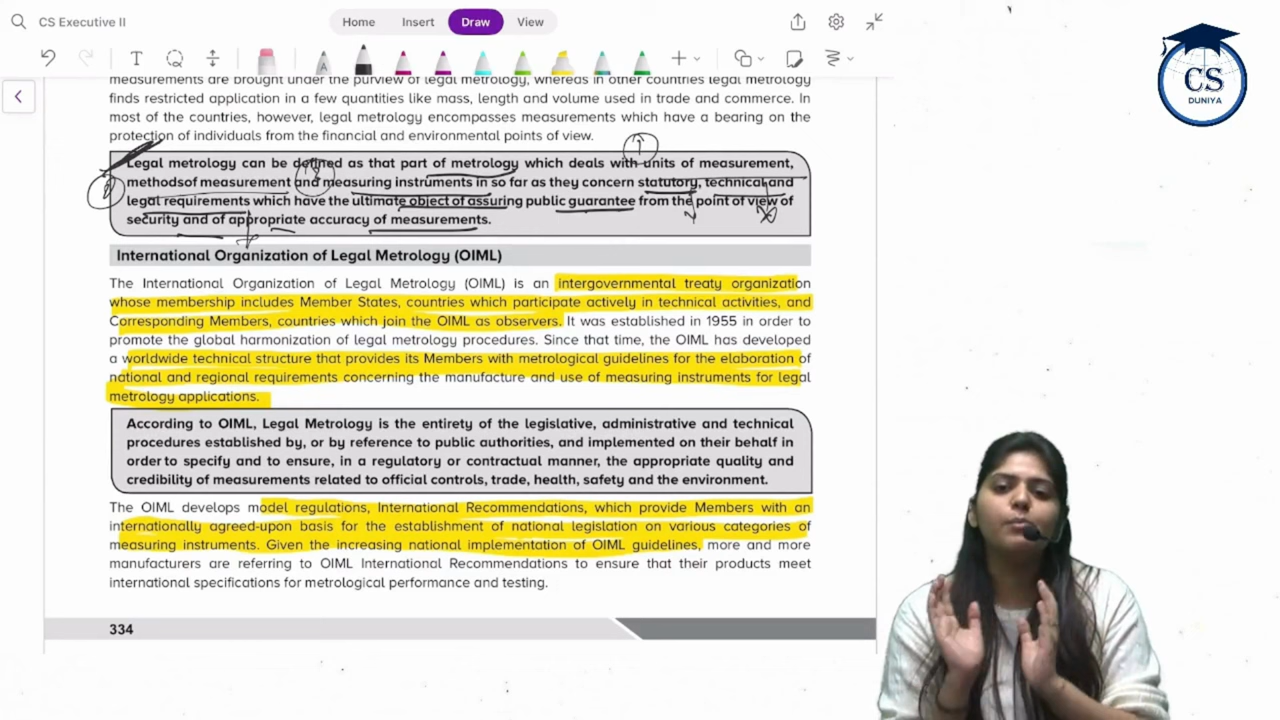 CS Executive II
Home
Insert
Draw
View
CS
DUNIYA
measurements are brought under the purview of legal metrology, whereas in other countries legal metrology
finds restricted application in a few quantities like mass, length and volume used in trade and commerce. In
most of the countries, however, legal metrology encompasses measurements which have a bearing on the
protection of individuals from the financial and environmental points of view.
Legal metrology can be defined as that part of metrology which deals with units of measurement,
methodsof measurement and measuring instruments in so far as they concern statutory, technical and
legal requirements which have the ultimate object of assuring public guarantee from the point of view of
security and of appropriate accuracy of measurements.
International Organization of Legal Metrology (OIML)
The International Organization of Legal Metrology (OIML) is an intergovernmental treaty organization
whose membership includes Member States, countries which participate actively in technical activities, and
Corresponding Members, countries which join the OIML as observers. It was established in 1955 in order to
promote the global harmonization of legal metrology procedures. Since that time, the OIML has developed
a worldwide technical structure that provides its Members with metrological guidelines for the elaboration of
national and regional requirements concerning the manufacture and use of measuring instruments for legal
metrology applications.
According to OIML, Legal Metrology is the entirety of the legislative, administrative and technical
procedures established by, or by reference to public authorities, and implemented on their behalf in
order to specify and to ensure, in a regulatory or contractual manner, the appropriate quality and
credibility of measurements related to official controls, trade, health, safety and the environment.
The OIML develops model regulations, International Recommendations, which provide Members with an
internationally agreed-upon basis for the establishment of national legislation on various categories of
measuring instruments. Given the increasing national implementation of OIML guidelines, more and more
manufacturers are referring to OIML International Recommendations to ensure that their products meet
international specifications for metrological performance and testing.
334